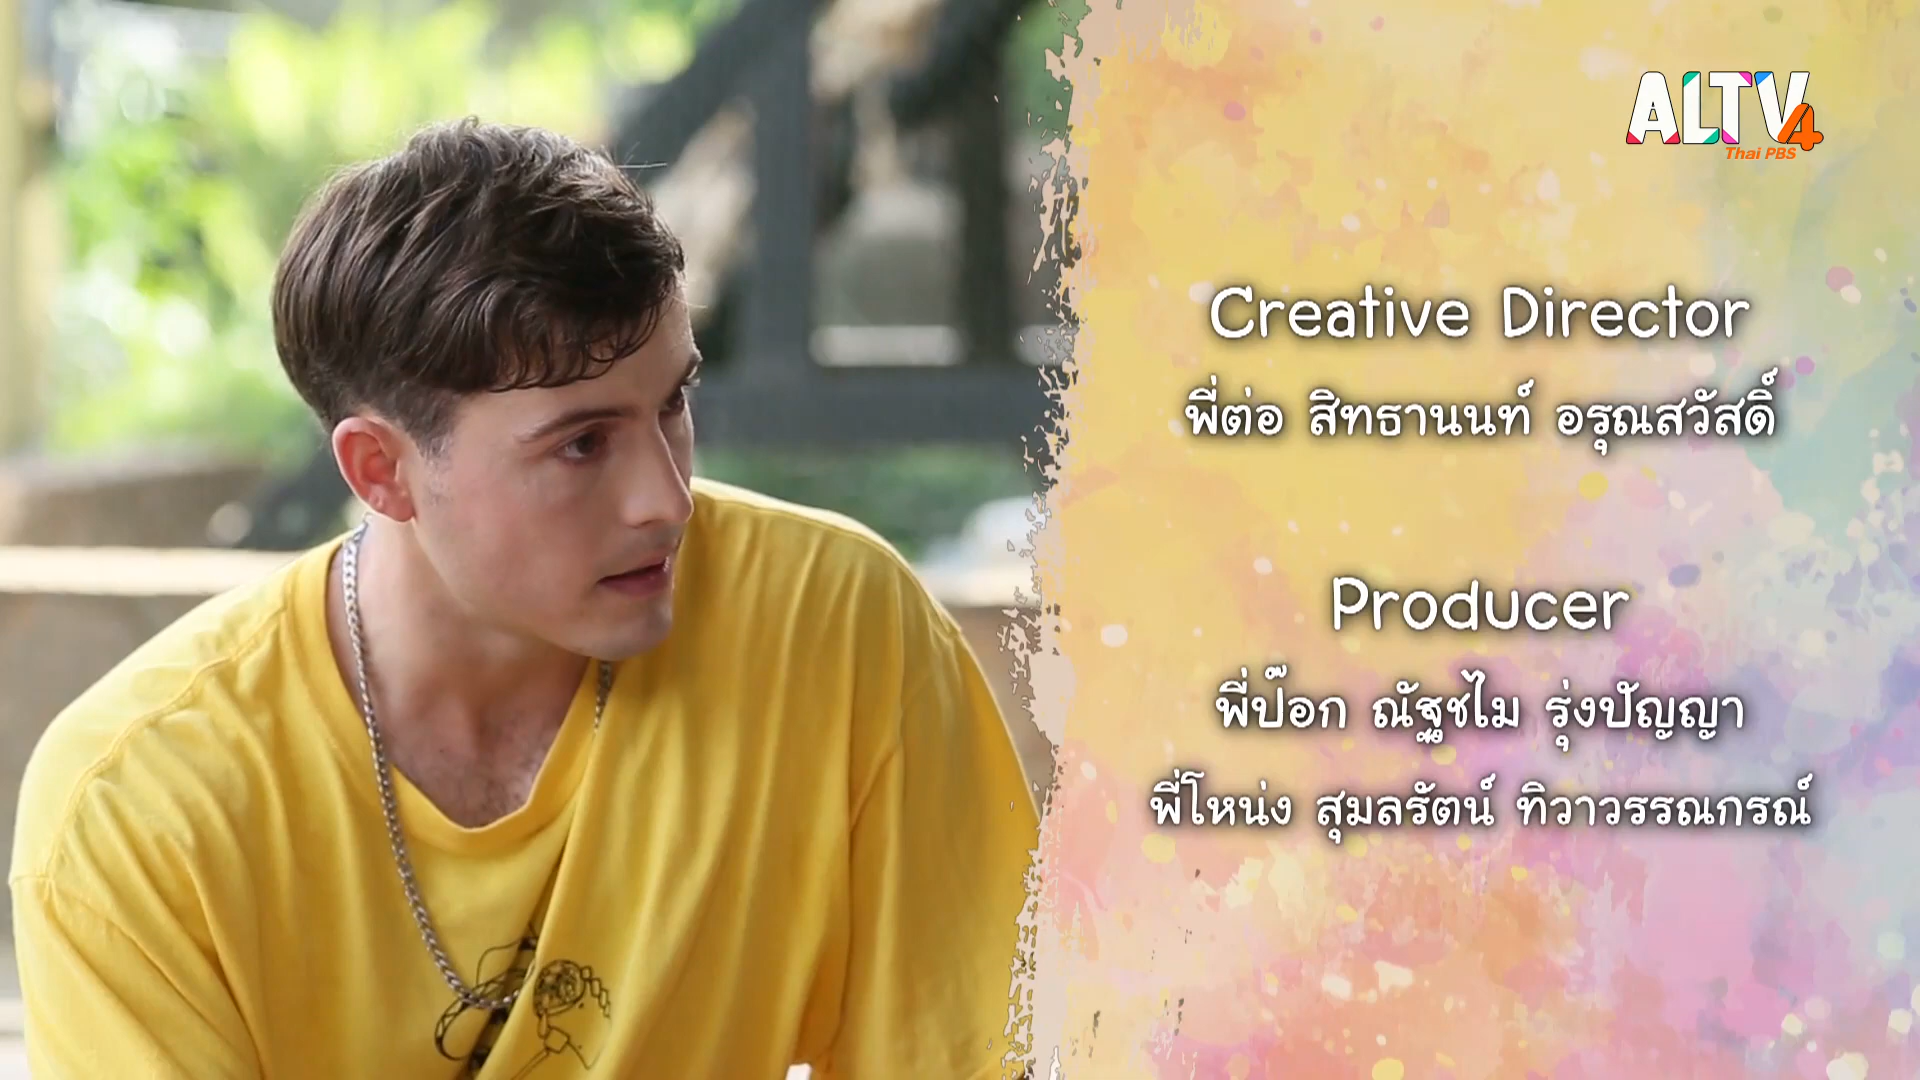 ALTV4
Thai PBS
Creative Director
พี่ต่อ สิทธานนท์ อรุณสวัสดิ์
Producer
พี่ป๊อก ณัฐชไม รุ่งปัญญา
พี่โหน่ง สุมลรัตน์ ทิวาวรรณกรณ์